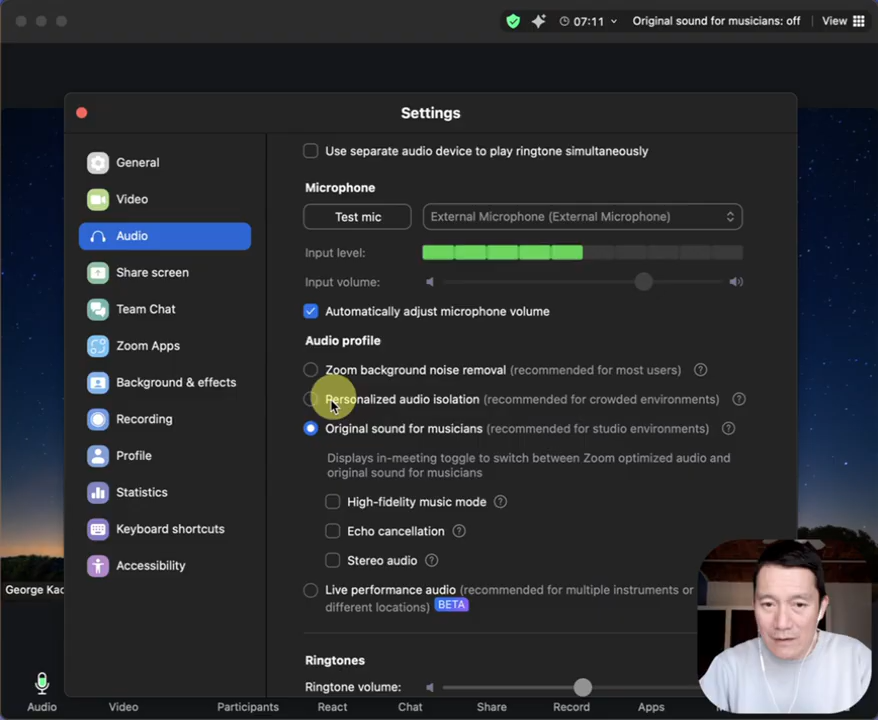 07:11
Original sound for musicians: off
View
Settings
General
Video
Audio
Share screen
Team Chat
Zoom Apps
Background & effects
Recording
Profile
Statistics
Keyboard shortcuts
Accessibility
Use separate audio device to play ringtone simultaneously
Microphone
Test mic
External Microphone (External Microphone)
Input level:
Input volume:
Automatically adjust microphone volume
Audio profile
Zoom background noise removal (recommended for most users) ?
Personalized audio isolation (recommended for crowded environments) ?
Original sound for musicians (recommended for studio environments) ?
Displays in-meeting toggle to switch between Zoom optimized audio and
original sound for musicians
High-fidelity music mode ?
Echo cancellation ?
Stereo audio ?
Live performance audio (recommended for multiple instruments or
different locations) BETA
Ringtones
Ringtone volume:
George Kao
Audio
Video
Participants
React
Chat
Share
Record
Apps